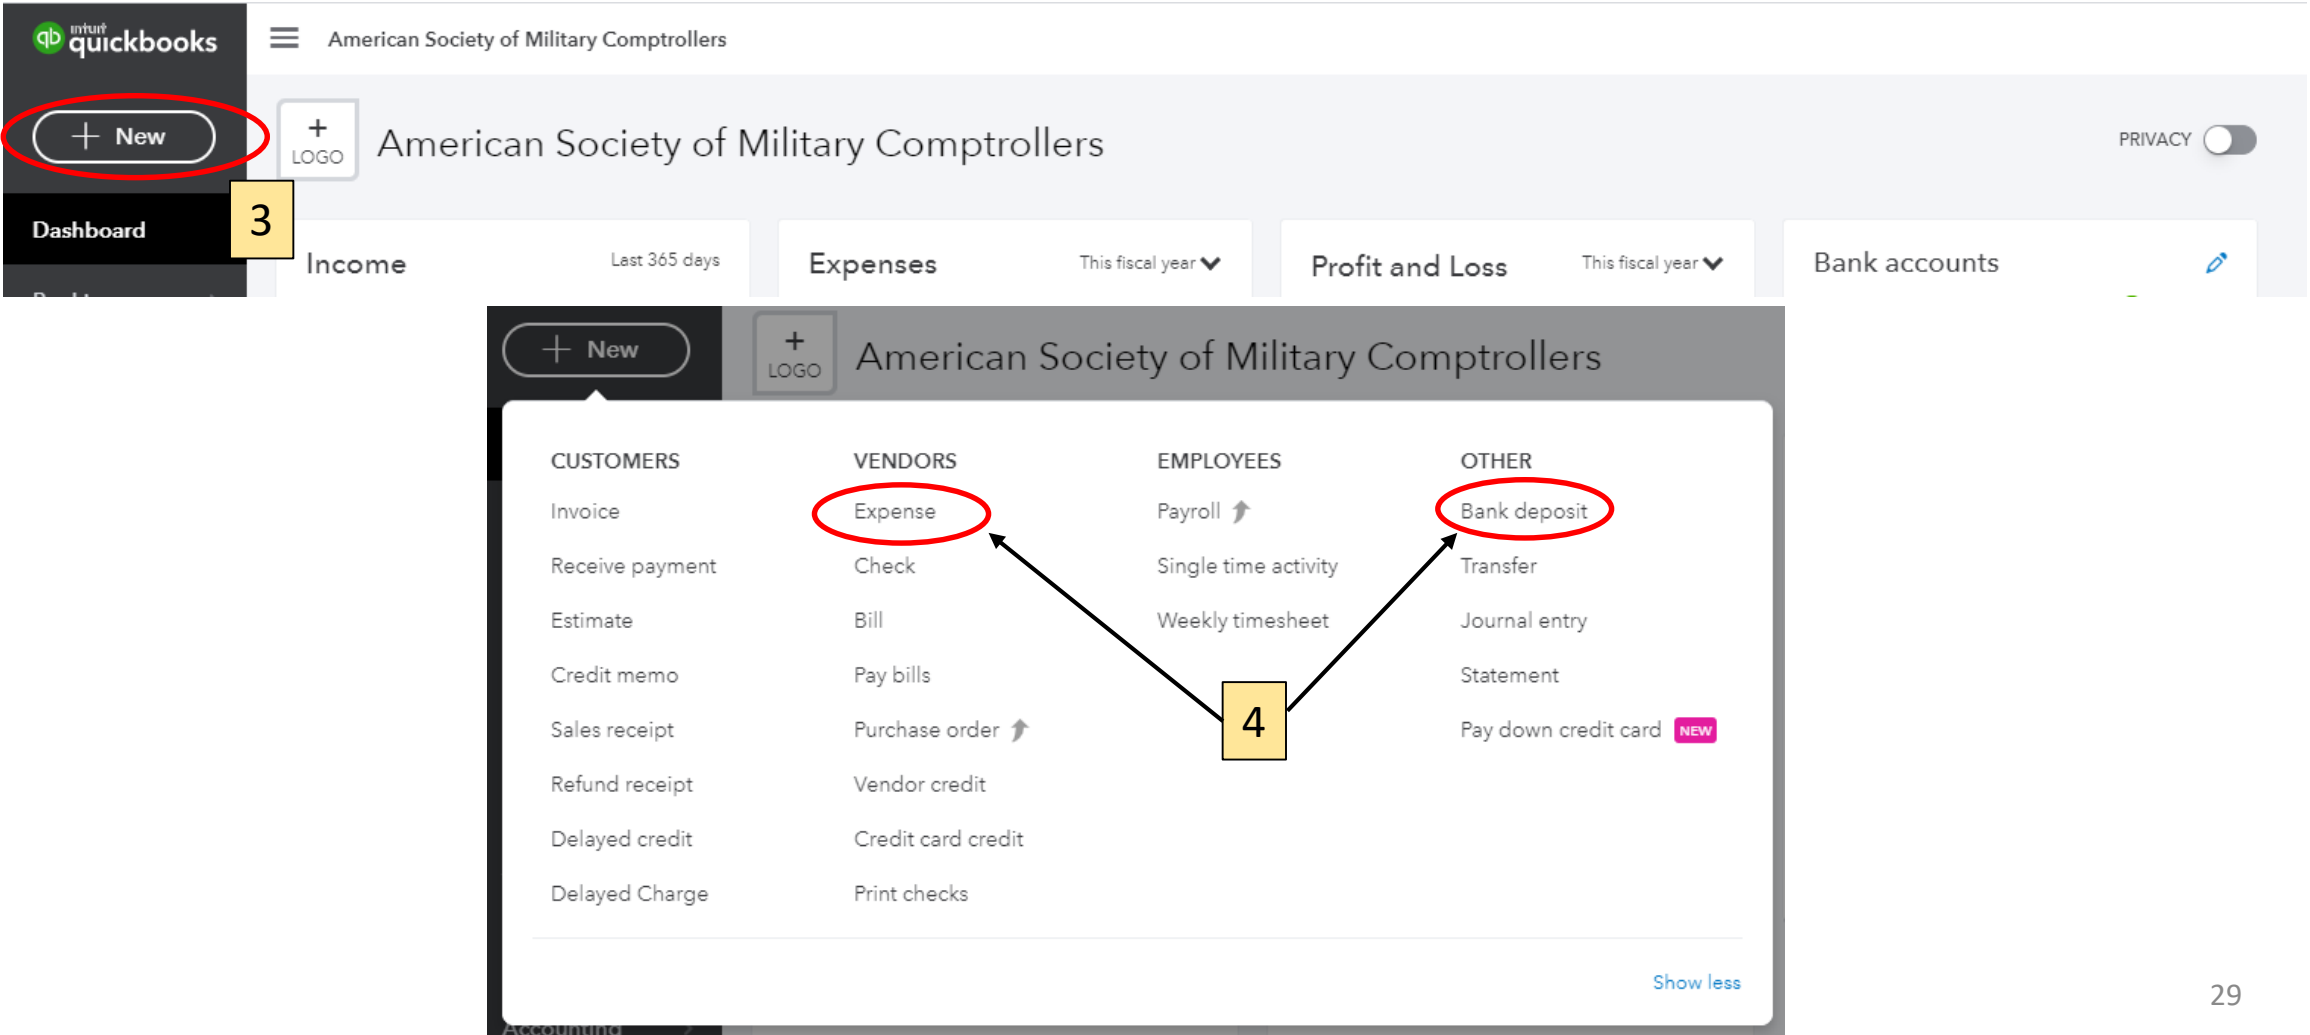 intuit
qb quickbooks
American Society of Military Comptrollers
+ New
+
LOGO
American Society of Military Comptrollers
PRIVACY
3
Dashboard
Income
Last 365 days
Expenses
This fiscal year
Profit and Loss
This fiscal year
Bank accounts
+ New
+
LOGO
American Society of Military Comptrollers
CUSTOMERS
Invoice
Receive payment
Estimate
Credit memo
Sales receipt
Refund receipt
Delayed credit
Delayed Charge
VENDORS
Expense
Check
Bill
Pay bills
Purchase order
Vendor credit
Credit card credit
Print checks
EMPLOYEES
Payroll
Single time activity
Weekly timesheet
OTHER
Bank deposit
Transfer
Journal entry
Statement
Pay down credit card NEW
4
Show less
Accounting
29